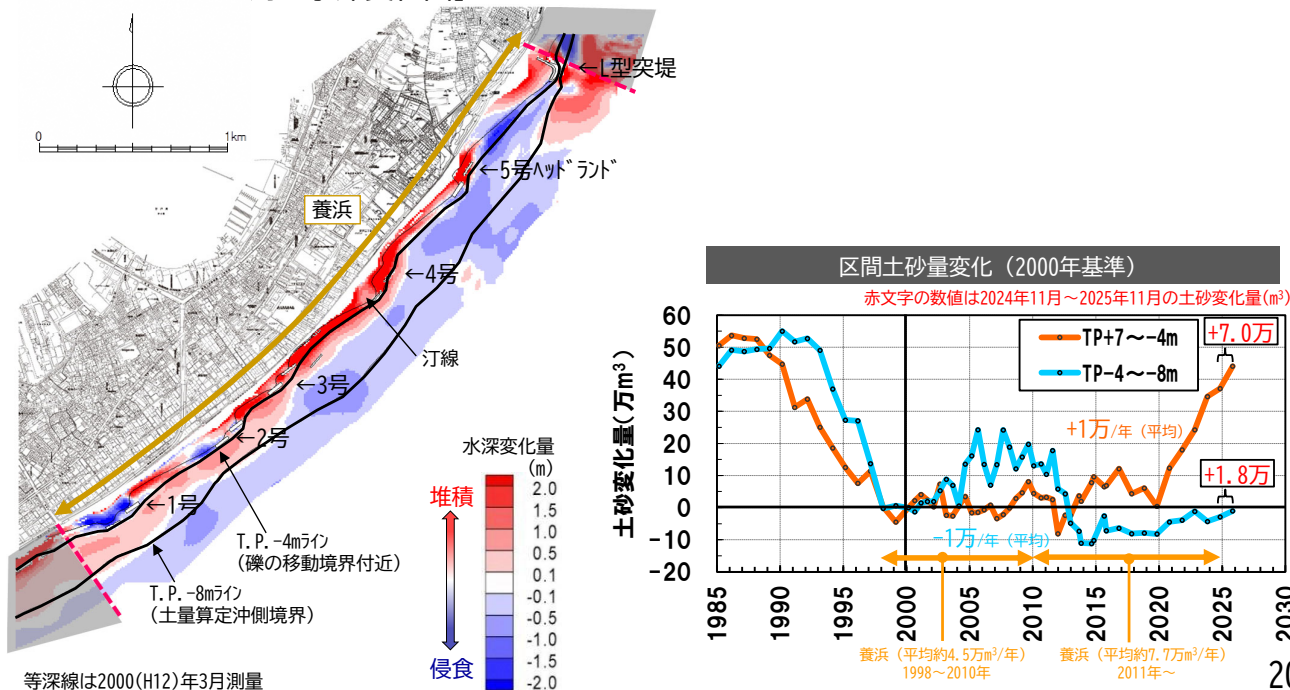 0
1km
←L型突堤
←5号ヘッドランド
養浜
←4号
汀線
←3号
←2号
←1号
T.P.-4mライン
(礫の移動境界付近)
T.P.-8mライン
(土量算定沖側境界)
等深線は2000(H12)年3月測量
水深変化量
(m)
堆積
侵食
2.0
1.5
1.0
0.5
0.1
-0.1
-0.5
-1.0
-1.5
-2.0
区間土砂量変化（2000年基準）
赤文字の数値は2024年11月～2025年11月の土砂変化量(m³)
土砂変化量(万m³)
60
50
40
30
20
10
0
-10
-20
TP+7～-4m
TP-4～-8m
+7.0万
+1万/年（平均）
+1.8万
-1万/年（平均）
1985
1990
1995
2000
2005
2010
2015
2020
2025
2030
養浜（平均約4.5万m³/年）
1998～2010年
養浜（平均約7.7万m³/年）
2011年～